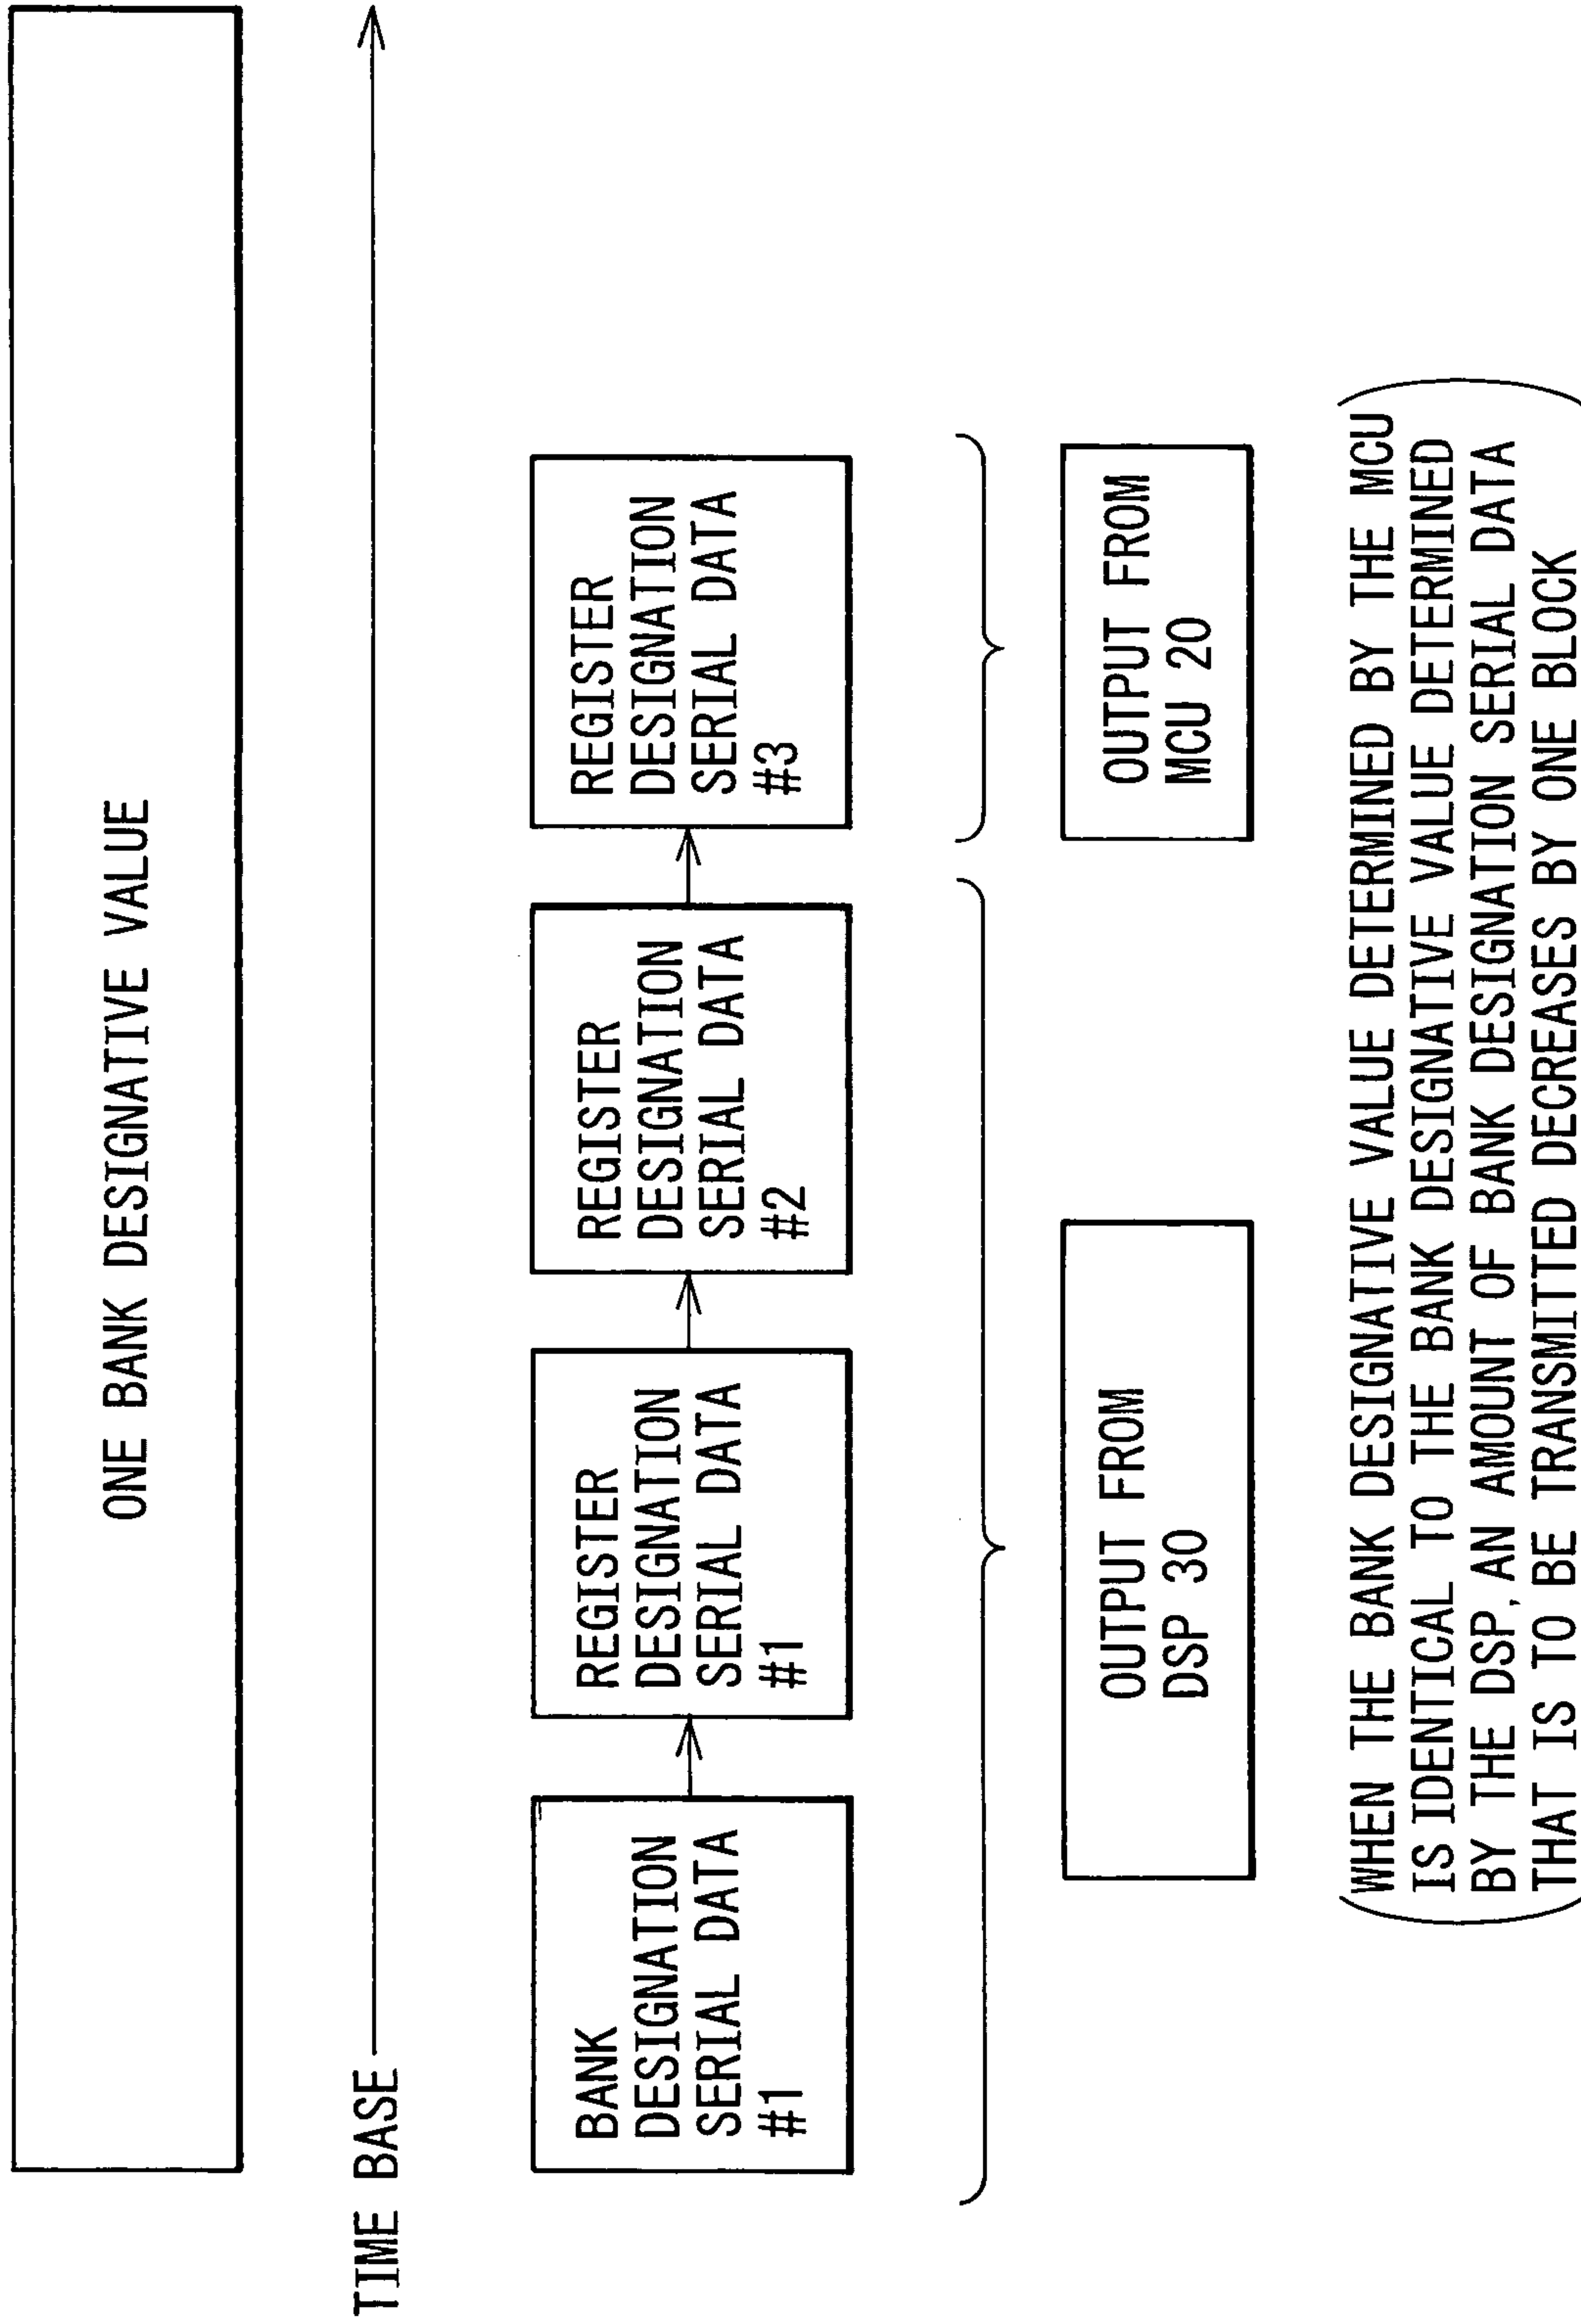 ONE BANK DESIGNATIVE VALUE
TIME BASE
BANK
DESIGNATION
SERIAL DATA
#1
REGISTER
DESIGNATION
SERIAL DATA
#1
REGISTER
DESIGNATION
SERIAL DATA
#2
REGISTER
DESIGNATION
SERIAL DATA
#3
OUTPUT FROM
DSP 30
OUTPUT FROM
MCU 20
WHEN THE BANK DESIGNATIVE VALUE DETERMINED BY THE MCU
IS IDENTICAL TO THE BANK DESIGNATIVE VALUE DETERMINED
BY THE DSP, AN AMOUNT OF BANK DESIGNATION SERIAL DATA
THAT IS TO BE TRANSMITTED DECREASES BY ONE BLOCK